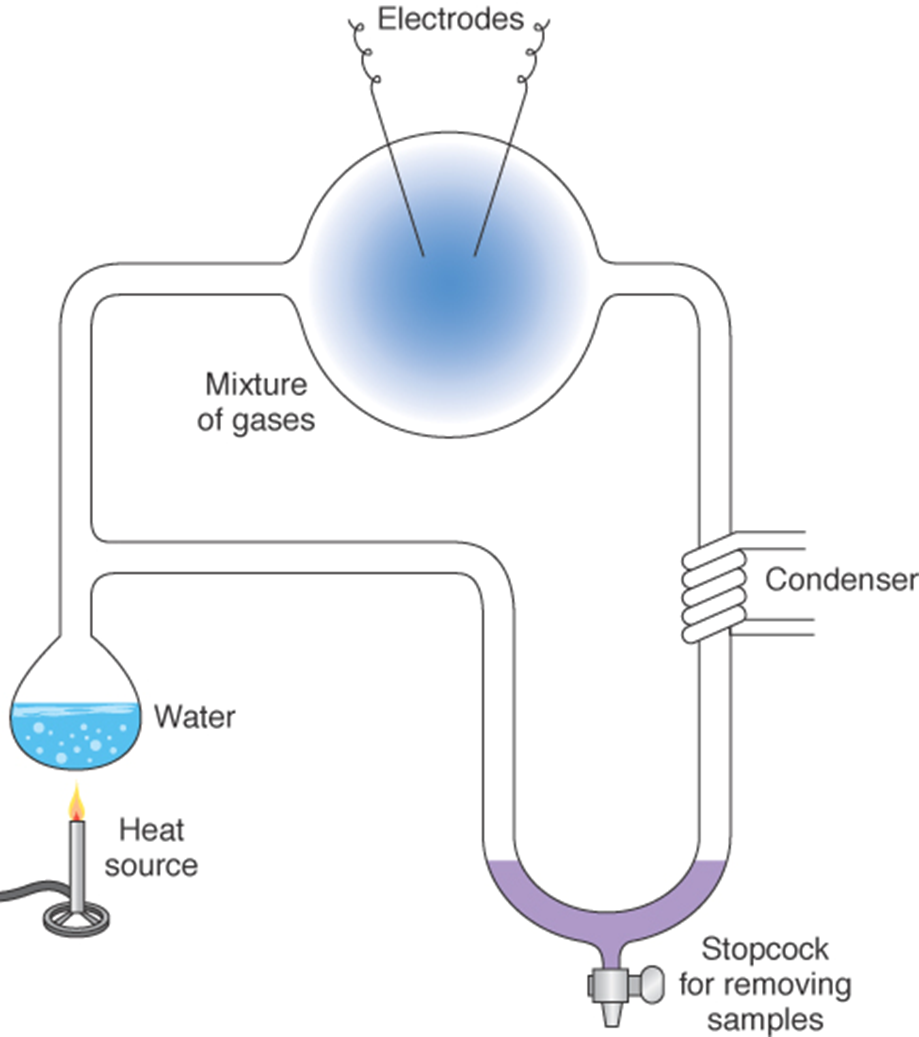 Electrodes
Mixture
of gases
Condenser
Water
Heat
source
Stopcock
for removing
samples